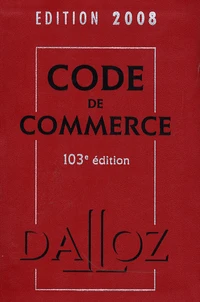 EDITION 2008
CODE
DE
COMMERCE
103e édition
DALLOZ